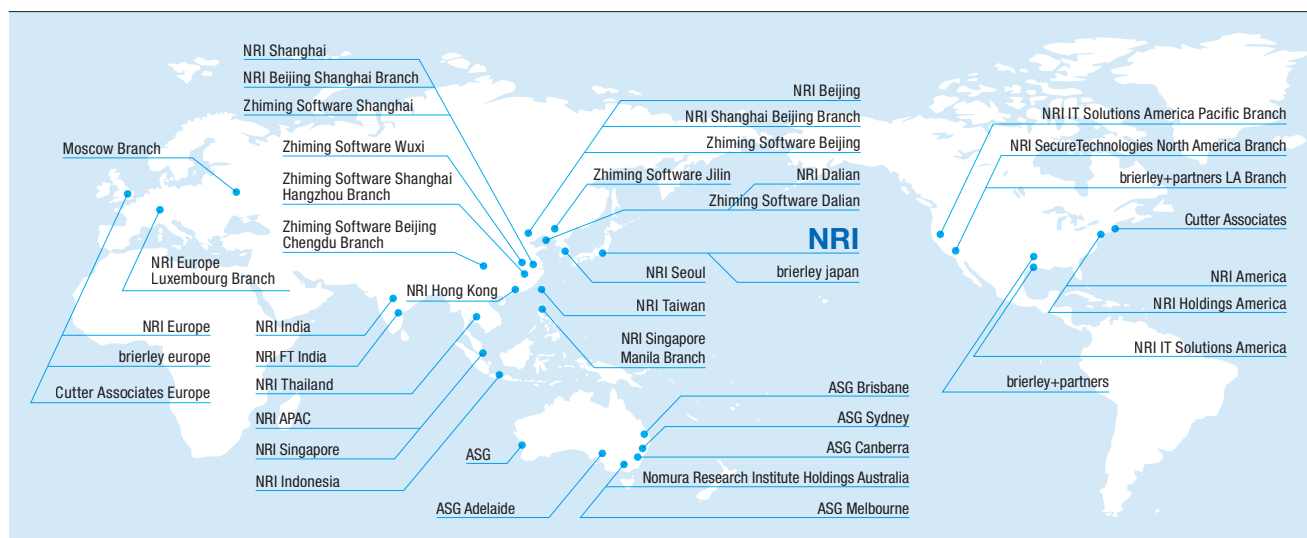 NRI Shanghai
NRI Beijing Shanghai Branch
Zhiming Software Shanghai
Moscow Branch
Zhiming Software Wuxi
Zhiming Software Shanghai
Hangzhou Branch
Zhiming Software Beijing
Chengdu Branch
NRI Europe
Luxembourg Branch
NRI Hong Kong
NRI Europe
brierley europe
Cutter Associates Europe
NRI India
NRI FT India
NRI Thailand
NRI APAC
NRI Singapore
NRI Indonesia
NRI Beijing
NRI Shanghai Beijing Branch
Zhiming Software Beijing
Zhiming Software Jilin
NRI Dalian
Zhiming Software Dalian
NRI
brierley japan
NRI Seoul
NRI Taiwan
NRI Singapore
Manila Branch
ASG Brisbane
ASG Sydney
ASG Canberra
Nomura Research Institute Holdings Australia
ASG Melbourne
ASG
ASG Adelaide
NRI IT Solutions America Pacific Branch
NRI SecureTechnologies North America Branch
brierley+partners LA Branch
Cutter Associates
NRI America
NRI Holdings America
NRI IT Solutions America
brierley+partners